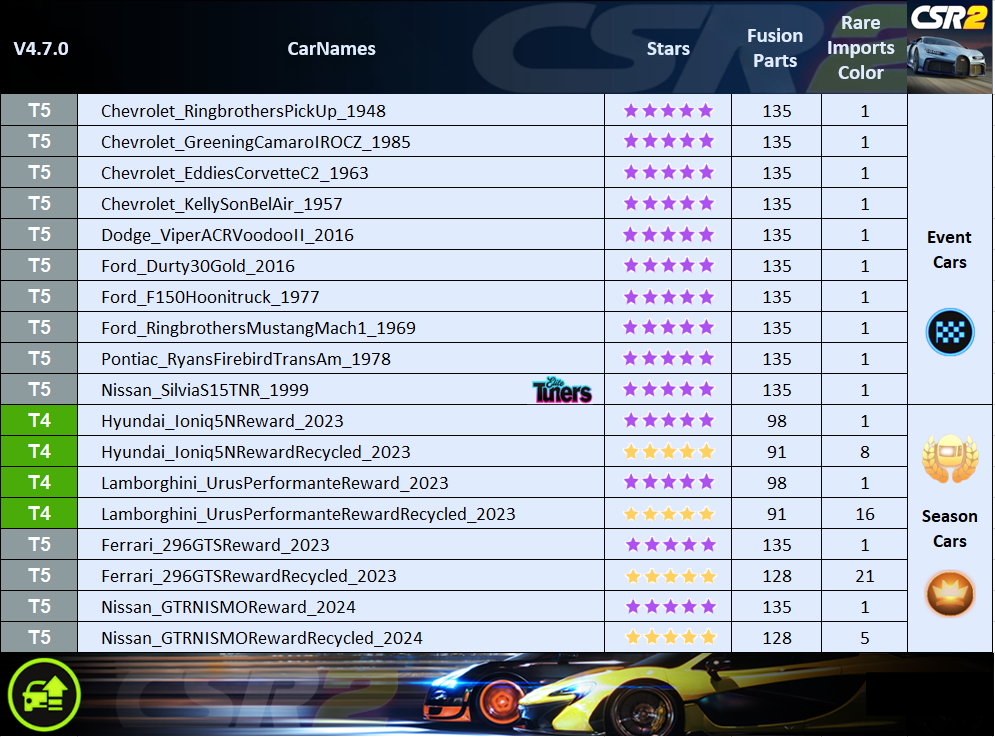 V4.7.0 CarNames Stars Fusion Parts Rare Imports Color CSR2
T5 Chevrolet_RingbrothersPickUp_1948 135 1
T5 Chevrolet_GreeningCamaroIROCZ_1985 135 1
T5 Chevrolet_EddiesCorvetteC2_1963 135 1
T5 Chevrolet_KellySonBelAir_1957 135 1
T5 Dodge_ViperACRVoodooII_2016 135 1
Event Cars
T5 Ford_Durty30Gold_2016 135 1
T5 Ford_F150Hoonitruck_1977 135 1
T5 Ford_RingbrothersMustangMach1_1969 135 1
T5 Pontiac_RyansFirebirdTransAm_1978 135 1
T5 Nissan_SilviaS15TNR_1999 Elite Tuners 135 1
T4 Hyundai_Ioniq5NReward_2023 98 1
T4 Hyundai_Ioniq5NRewardRecycled_2023 91 8
T4 Lamborghini_UrusPerformanteReward_2023 98 1
T4 Lamborghini_UrusPerformanteRewardRecycled_2023 91 16
Season Cars
T5 Ferrari_296GTSReward_2023 135 1
T5 Ferrari_296GTSRewardRecycled_2023 128 21
T5 Nissan_GTRNISMOReward_2024 135 1
T5 Nissan_GTRNISMORewardRecycled_2024 128 5
CSR2